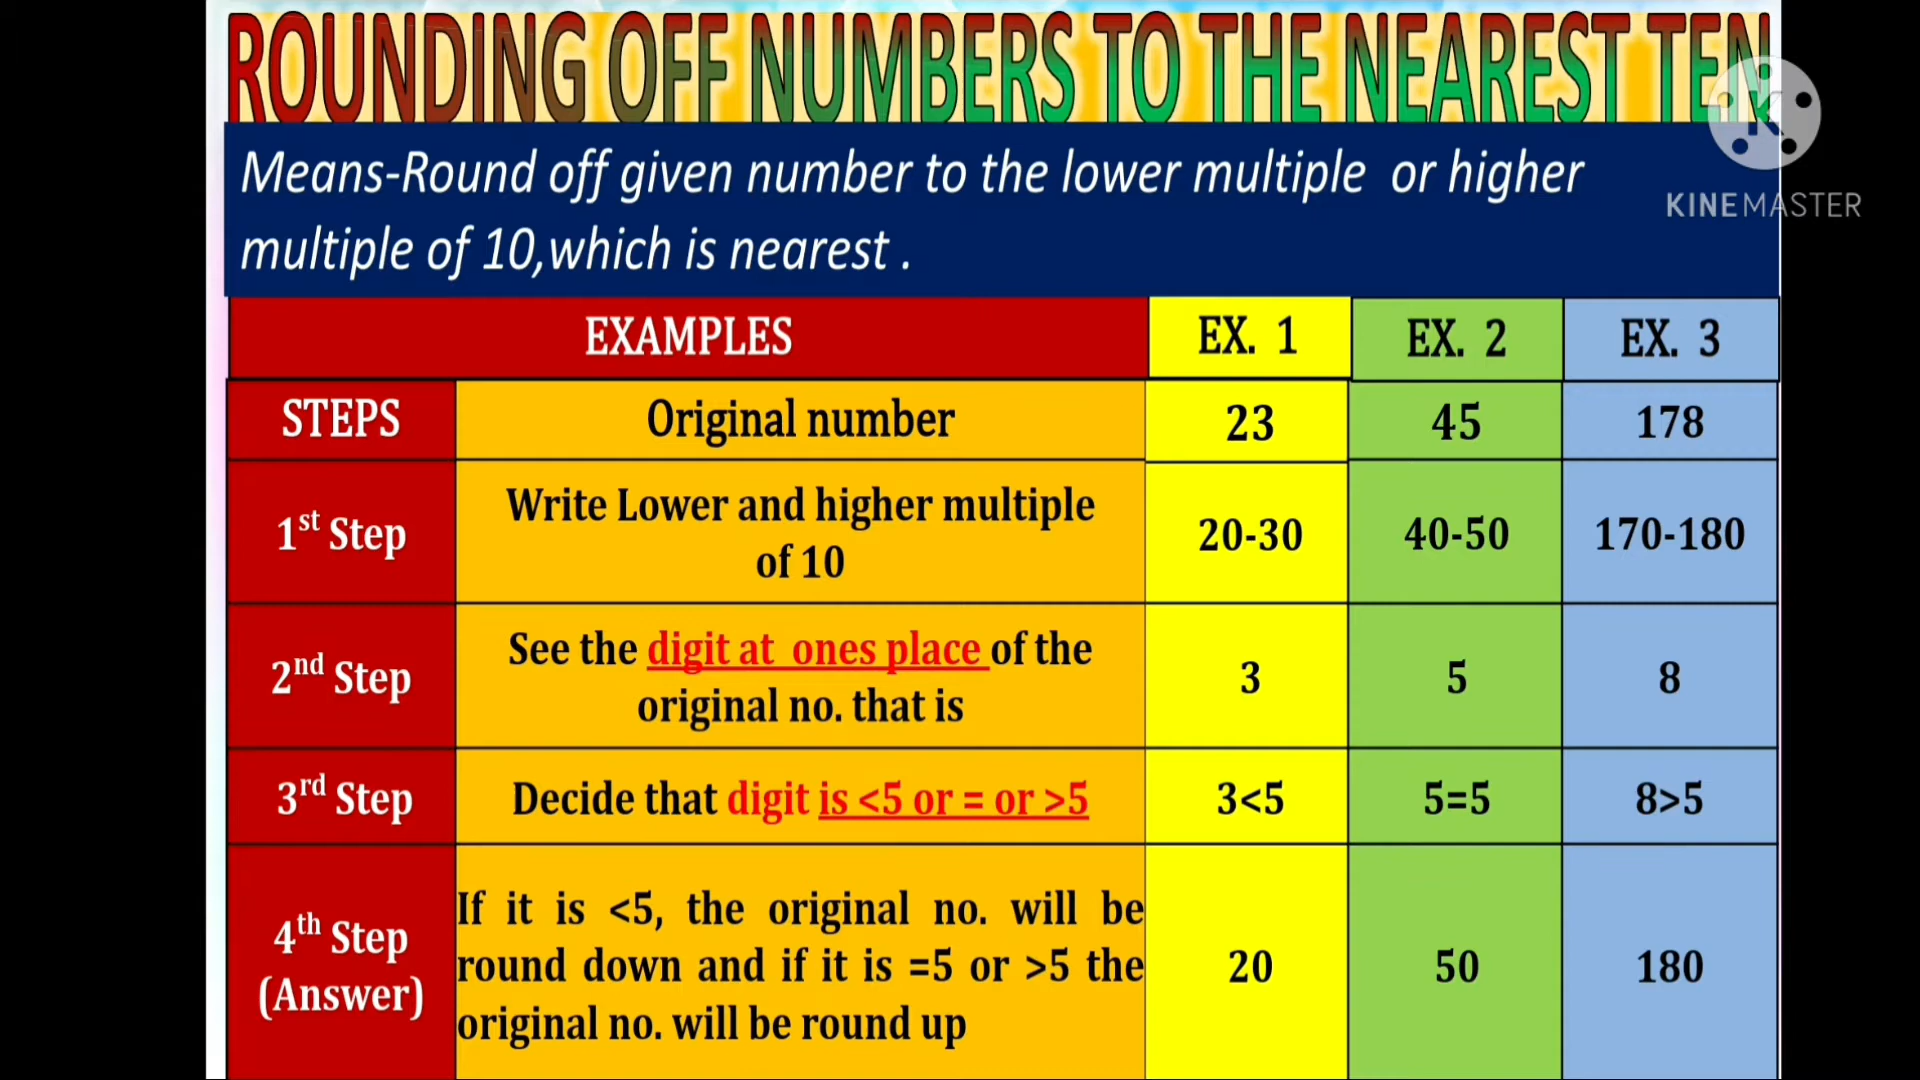 ROUNDING OFF NUMBERS TO THE NEAREST TEN
Means-Round off given number to the lower multiple or higher
multiple of 10,which is nearest .
KINEMASTER
EXAMPLES EX. 1 EX. 2 EX. 3
STEPS Original number 23 45 178
1st Step Write Lower and higher multiple
of 10 20-30 40-50 170-180
2nd Step See the digit at ones place of the
original no. that is 3 5 8
3rd Step Decide that digit is <5 or = or >5 3<5 5=5 8>5
4th Step
(Answer)
If it is <5, the original no. will be
round down and if it is =5 or >5 the
original no. will be round up
20 50 180